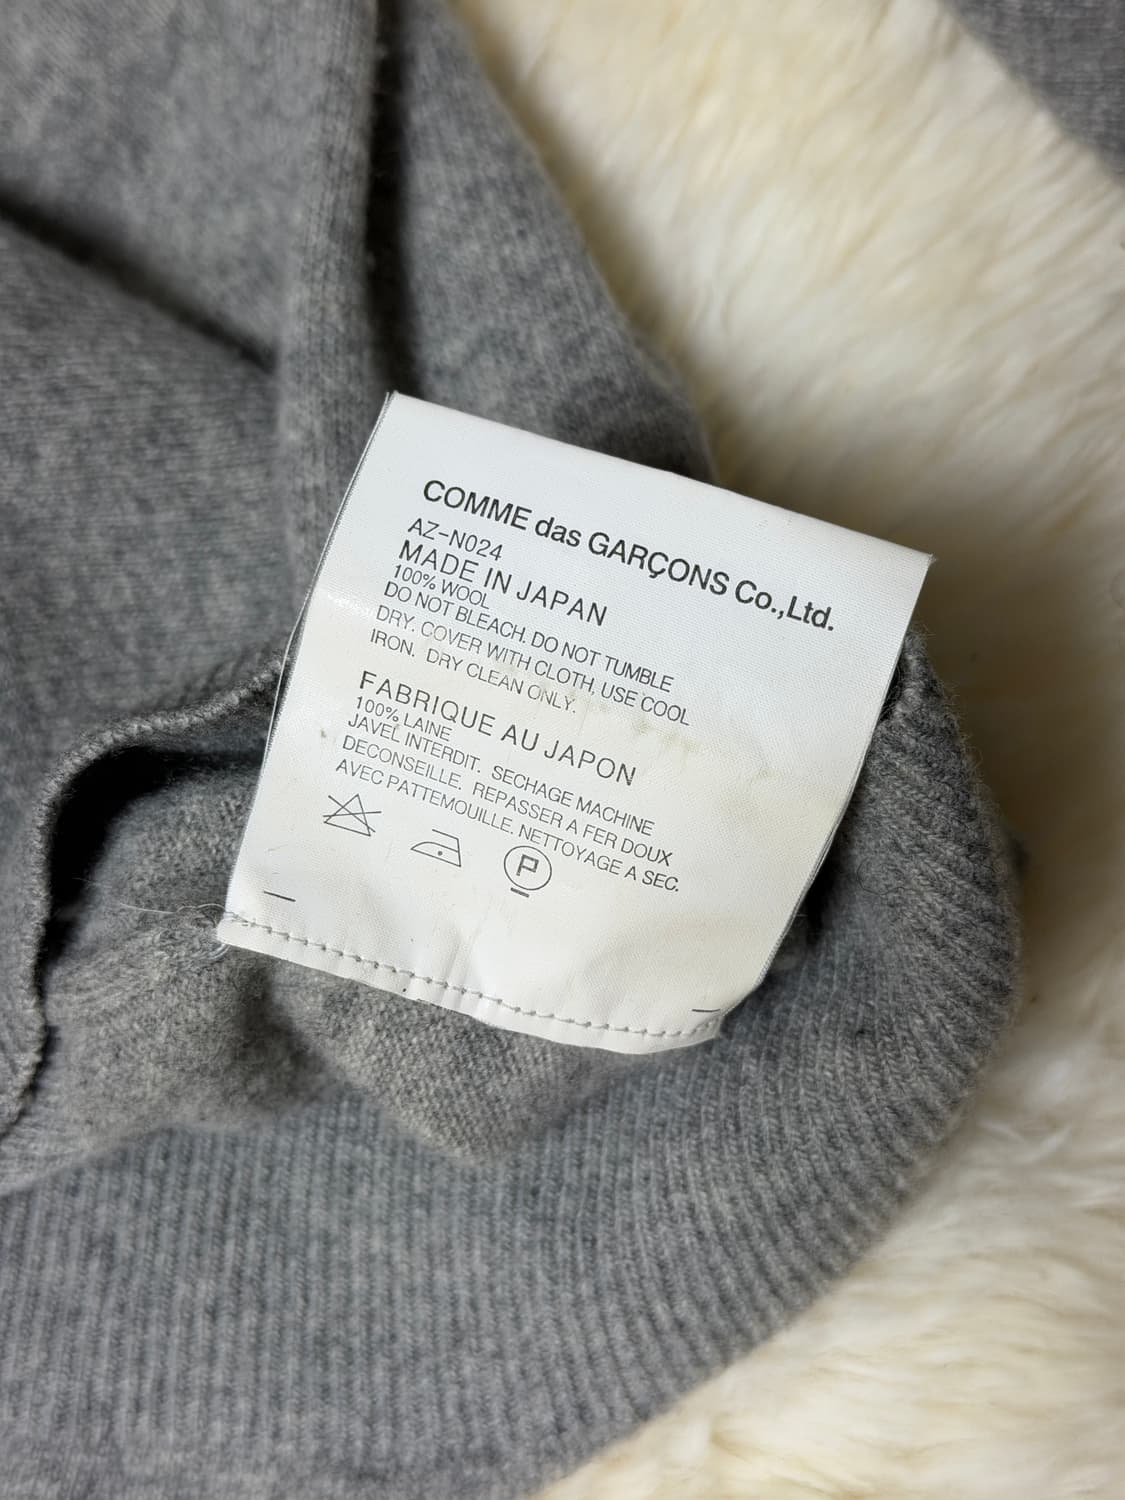 COMME das GARÇONS Co.,Ltd.
AZ-N024
MADE IN JAPAN
100% WOOL
DO NOT BLEACH. DO NOT TUMBLE
DRY. COVER WITH CLOTH, USE COOL
IRON. DRY CLEAN ONLY.
FABRIQUE AU JAPON
100% LAINE
JAVEL INTERDIT. SECHAGE MACHINE
DECONSEILLE. REPASSER A FER DOUX
AVEC PATTEMOUILLE. NETTOYAGE A SEC.
P